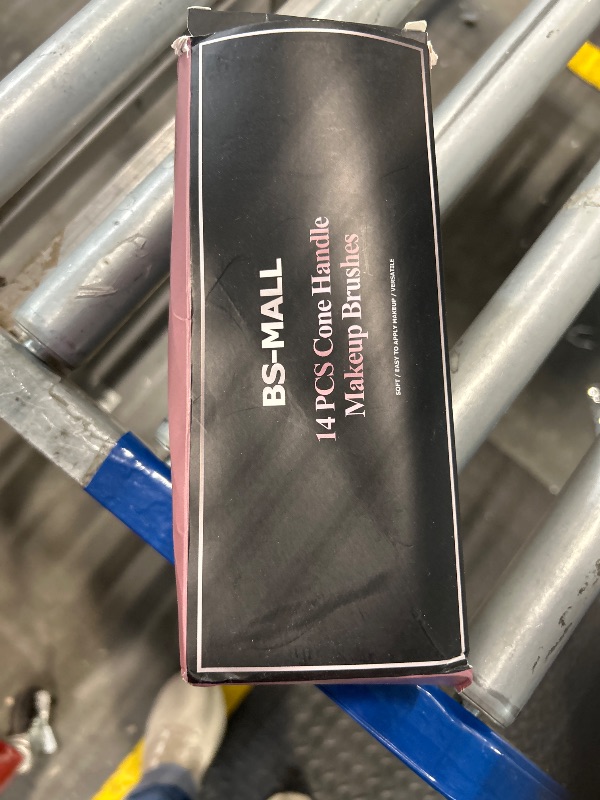 BS-MALL
14 PCS Cone Handle
Makeup Brushes
SOFT / EASY TO APPLY MAKEUP / VERSATILE